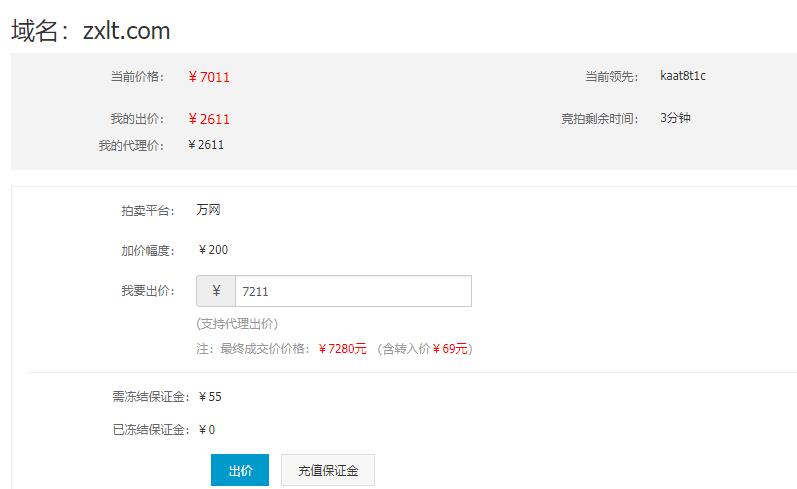 域名：zxlt.com
当前价格： ￥7011 当前领先： kaat8t1c
我的出价： ￥2611 竞拍剩余时间： 3分钟
我的代理价： ￥2611
拍卖平台： 万网
加价幅度： ￥200
我要出价： ￥ 7211
(支持代理出价)
注：最终成交价价格：￥7280元 (含转入价￥69元)
需冻结保证金： ￥55
已冻结保证金： ￥0
出价 充值保证金